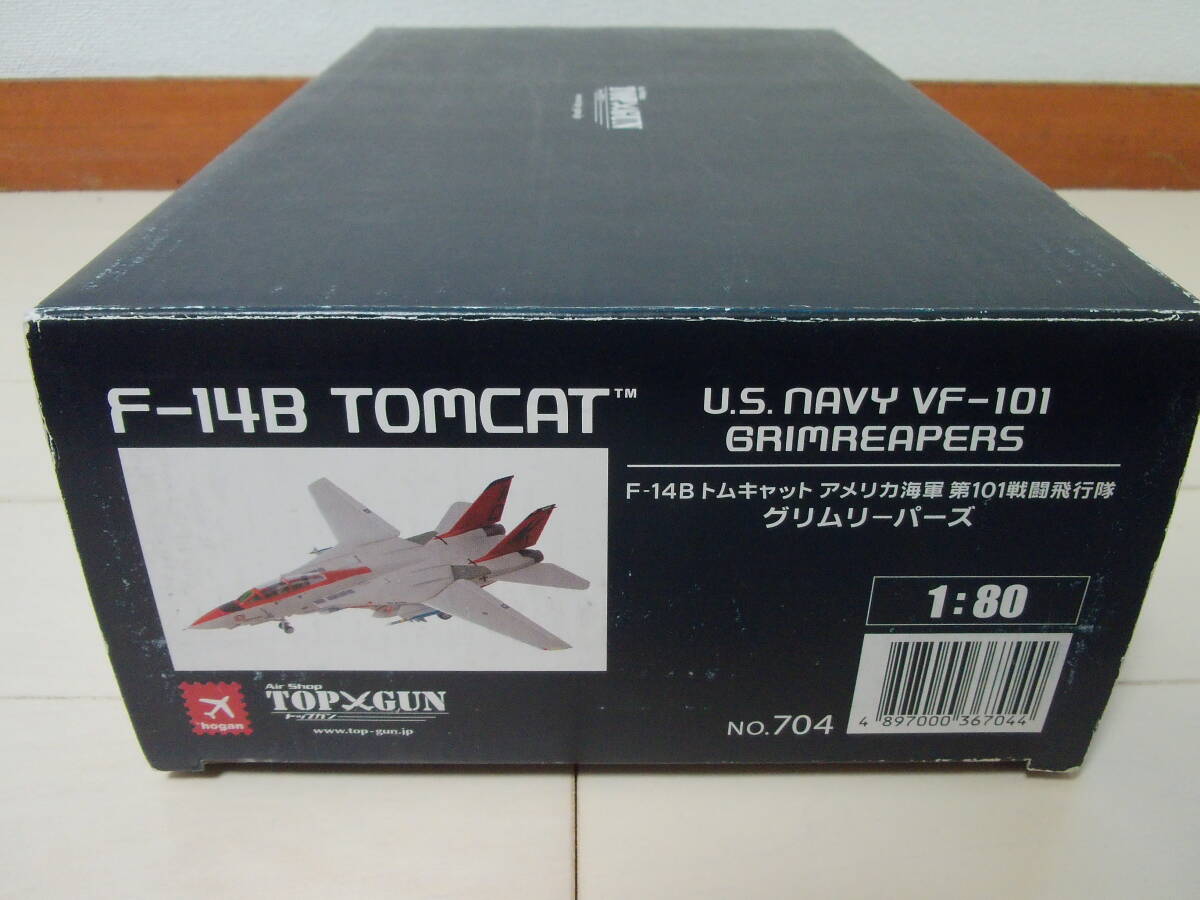 TOP GUN
F-14B TOMCAT™
U.S. NAVY VF-101
GRIMREAPERS
F-14B トムキャット アメリカ海軍 第101戦闘飛行隊
グリムリーパーズ
1:80
hogan
Air Shop
TOP GUN
トップガン
www.top-gun.jp
NO.704
4 897000 367044